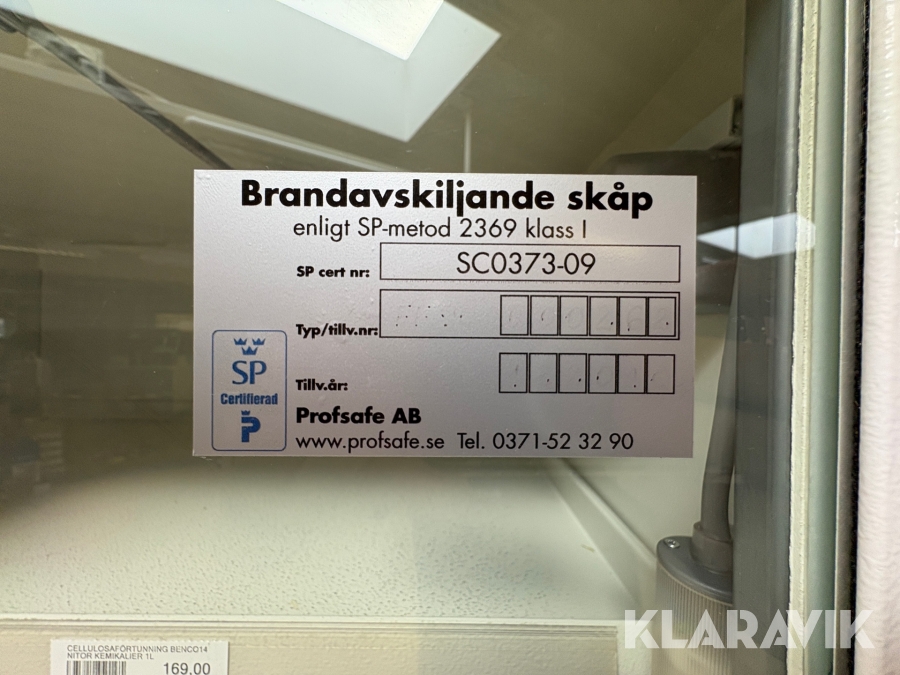 Brandavskiljande skåp
enligt SP-metod 2369 klass I
SP cert nr: SC0373-09
Typ/tillv.nr:
Tillv.år:
SP
Certifierad
P
Profsafe AB
www.profsafe.se Tel. 0371-52 32 90
CELLULOSAFÖRTUNNING BENCO14
NITOR KEMIKALIER 1L
169.00
KLARAVIK